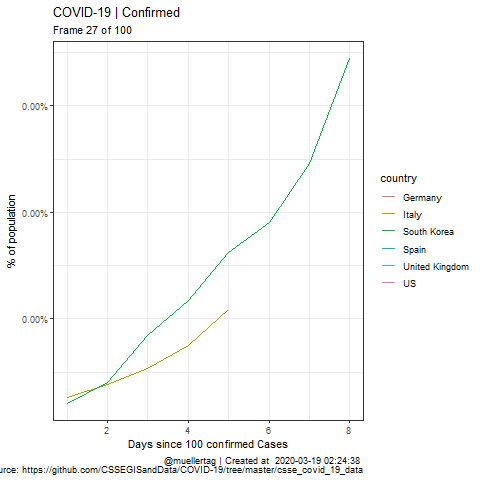 COVID-19 | Confirmed
Frame 27 of 100
0.00%
0.00%
0.00%
% of population
2
4
6
8
Days since 100 confirmed Cases
country
Germany
Italy
South Korea
Spain
United Kingdom
US
@muellertag | Created at 2020-03-19 02:24:38
urce: https://github.com/CSSEGISandData/COVID-19/tree/master/csse_covid_19_data